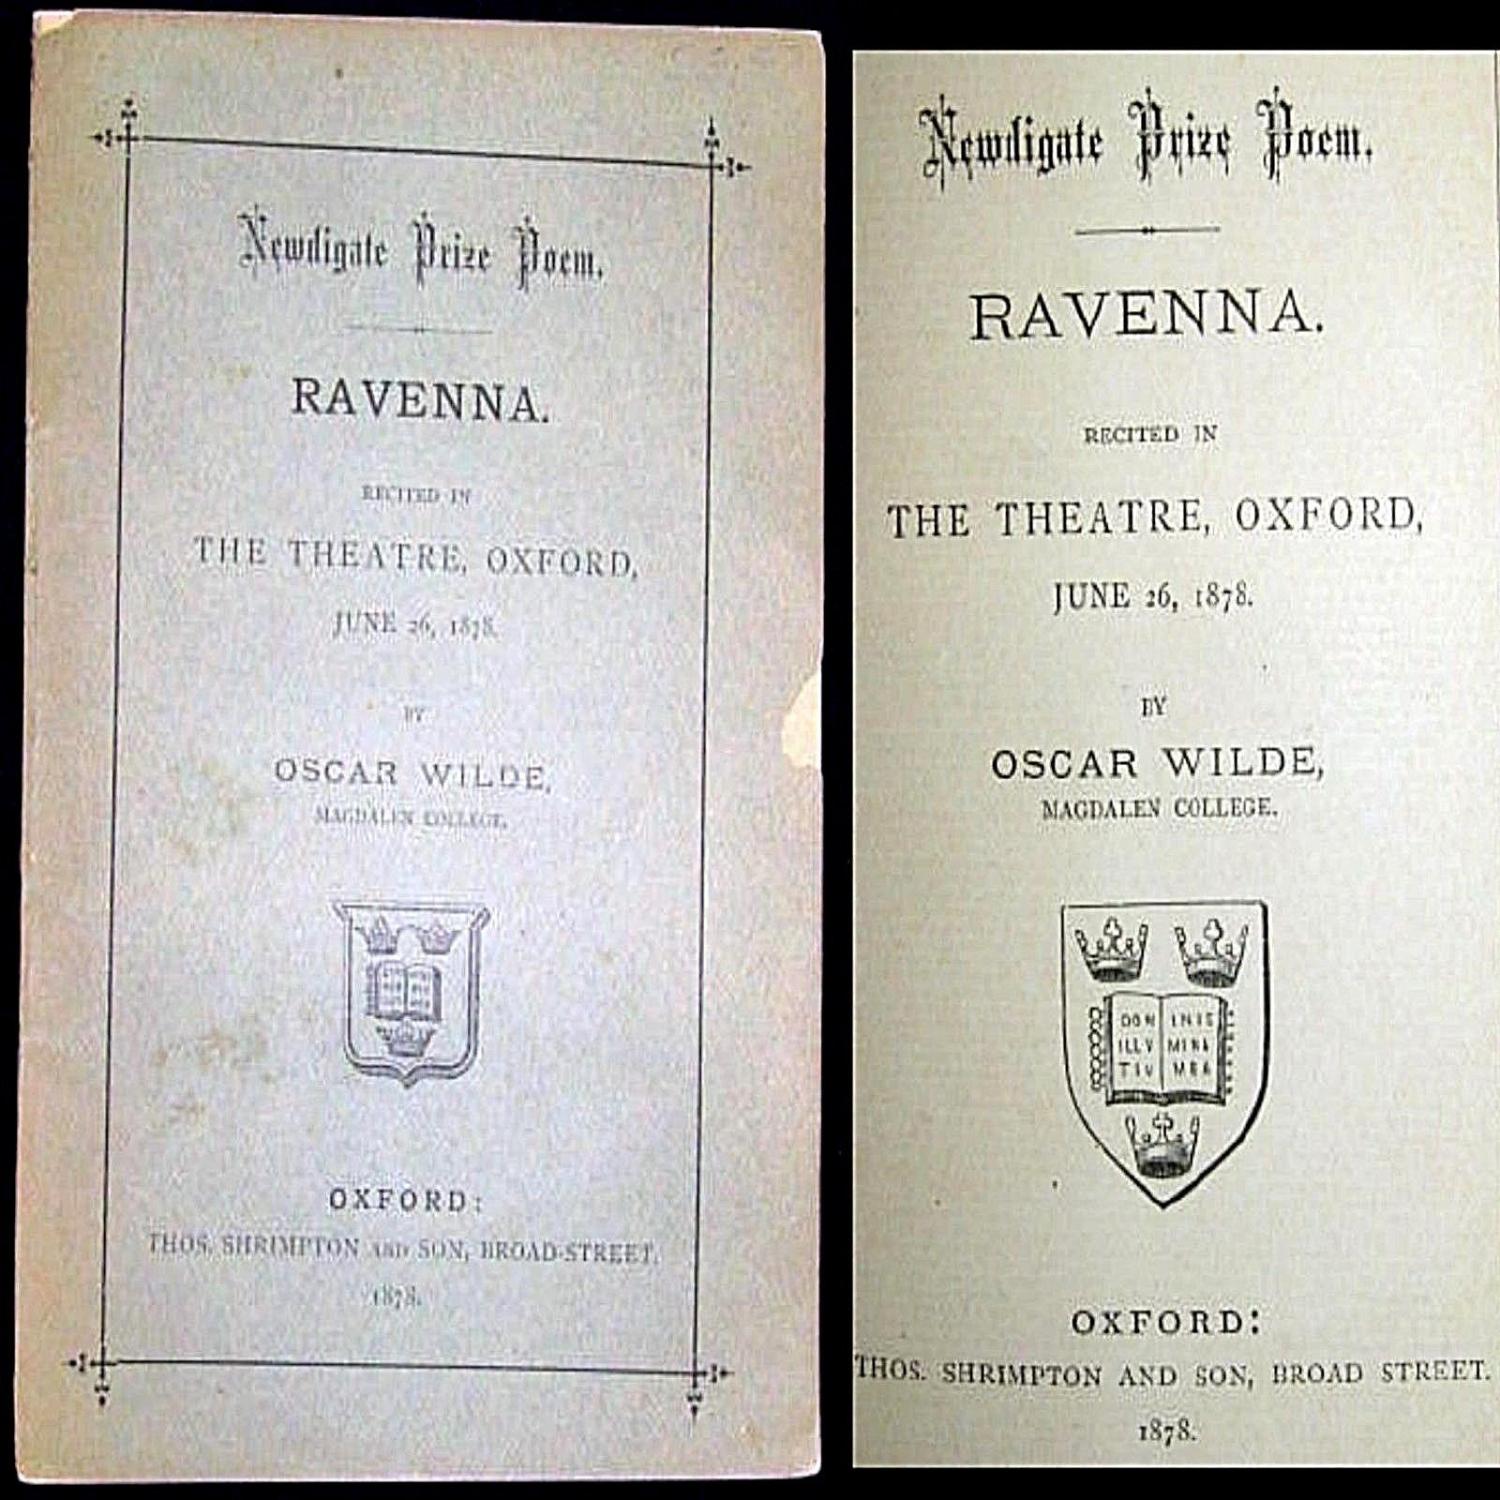 Newdigate Prize Poem.
RAVENNA.
RECITED IN
THE THEATRE, OXFORD,
JUNE 26, 1878.
BY
OSCAR WILDE,
MAGDALEN COLLEGE.
OXFORD:
THOS. SHRIMPTON AND SON, BROAD-STREET.
1878.
Newdigate Prize Poem.
RAVENNA.
RECITED IN
THE THEATRE, OXFORD,
JUNE 26, 1878.
BY
OSCAR WILDE,
MAGDALEN COLLEGE.
DOM INIS
ILLV MINA
TIV MEA
OXFORD:
THOS. SHRIMPTON AND SON, BROAD STREET.
1878.